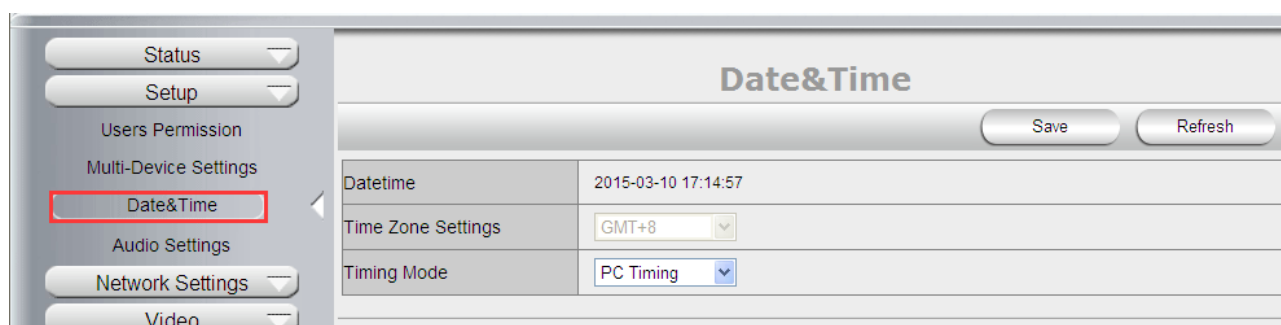 Status
Setup
Users Permission
Multi-Device Settings
Date&Time
Audio Settings
Network Settings
Video
Date&Time
Save Refresh
Datetime 2015-03-10 17:14:57
Time Zone Settings GMT+8
Timing Mode PC Timing